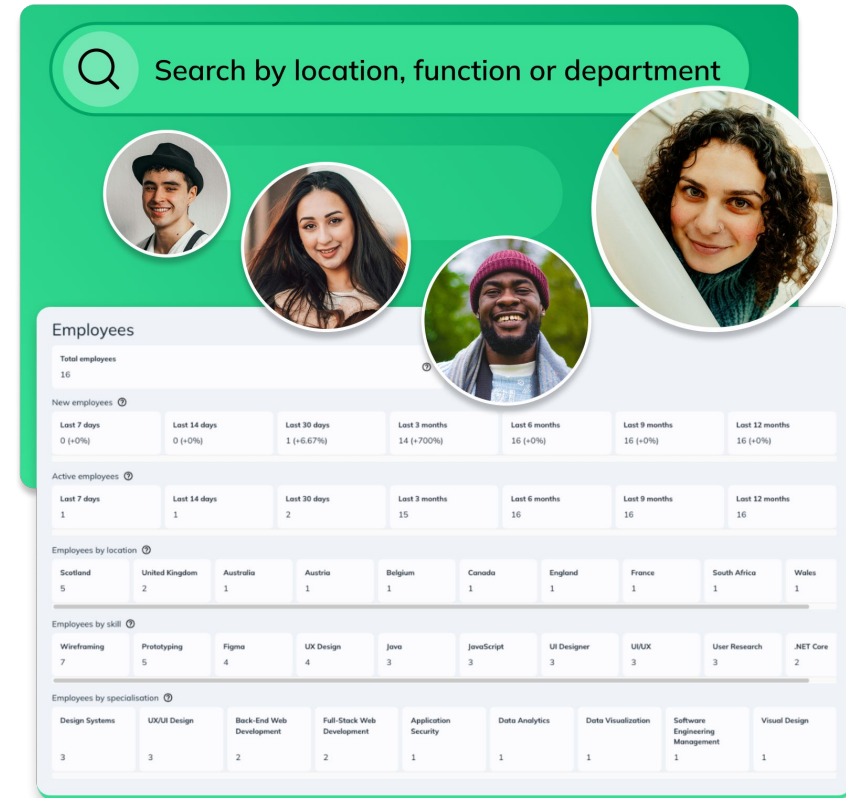 Search by location, function or department
Employees
Total employees
16
New employees
Last 7 days Last 14 days Last 30 days Last 3 months Last 6 months Last 9 months Last 12 months
0 (+0%) 0 (+0%) 1 (+6.67%) 14 (+700%) 16 (+0%) 16 (+0%) 16 (+0%)
Active employees
Last 7 days Last 14 days Last 30 days Last 3 months Last 6 months Last 9 months Last 12 months
1 1 2 15 16 16 16
Employees by location
Scotland United Kingdom Australia Austria Belgium Canada England France South Africa Wales
5 2 1 1 1 1 1 1 1 1
Employees by skill
Wireframing Prototyping Figma UX Design Java JavaScript UI Designer UI/UX User Research .NET Core
7 5 4 4 3 3 3 3 3 2
Employees by specialisation
Design Systems UX/UI Design Back-End Web Full-Stack Web Application Data Analytics Data Visualization Software Visual Design
Development Development Security Engineering
Management
3 3 2 2 1 1 1 1 1